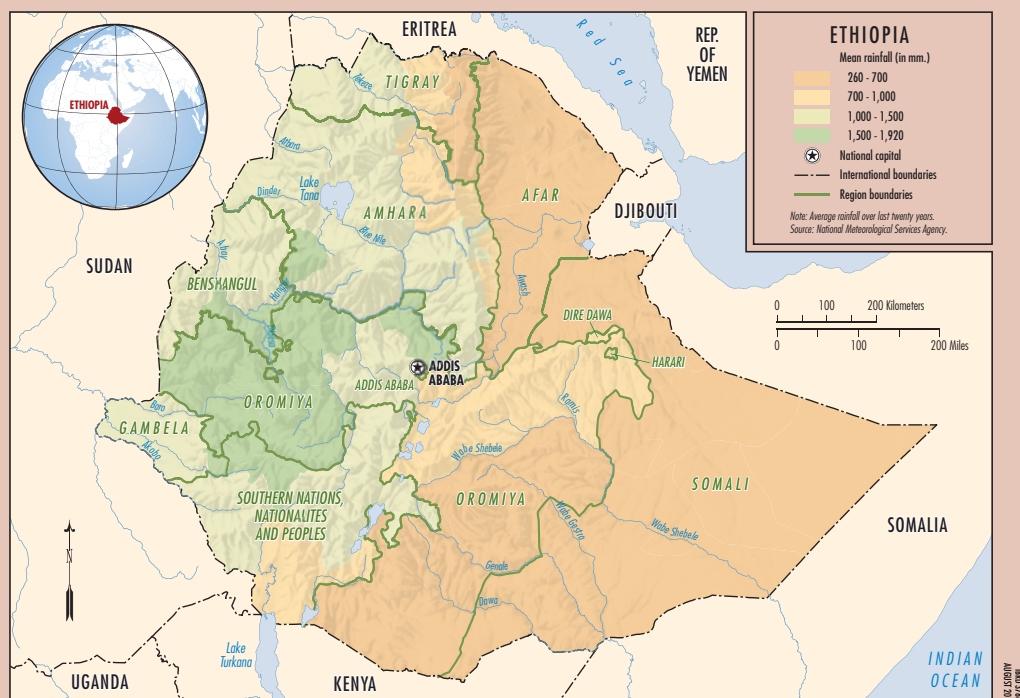 ETHIOPIA
ERITREA
Red Sea
REP.
OF
YEMEN
ETHIOPIA
Mean rainfall (in mm.)
260 - 700
700 - 1,000
1,000 - 1,500
1,500 - 1,920
National capital
International boundaries
Region boundaries
Note: Average rainfall over last twenty years.
Source: National Meteorological Services Agency.
TIGRAY
Tekeze
Atbara
Dinder
Lake
Tana
AMHARA
AFAR
DJIBOUTI
Blue Nile
Abay
SUDAN
BENSHANGUL
Hanger
Awash
0 100 200 Kilometers
0 100 200 Miles
DIRE DAWA
HARARI
ADDIS
ABABA
ADDIS ABABA
OROMIYA
Baro
GAMBELA
Akobo
Ramis
Wabe Shebele
OROMIYA
SOMALI
SOUTHERN NATIONS,
NATIONALITES
AND PEOPLES
Wabe Gestro
Wabe Shebele
SOMALIA
N
Genale
Dawa
Lake
Turkana
UGANDA
KENYA
INDIAN
OCEAN